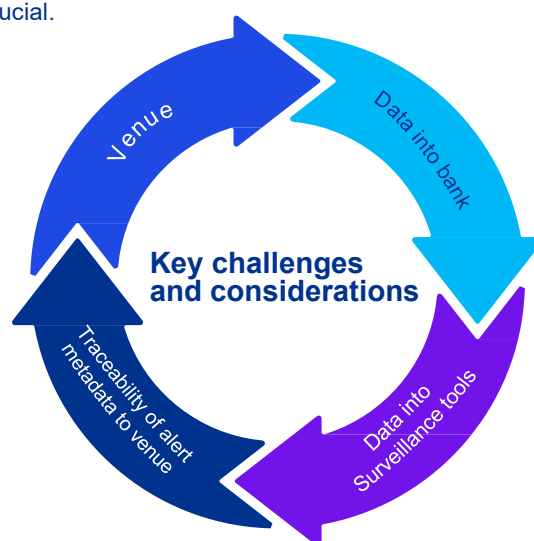 ucial.
Venue
Data into bank
Key challenges
and considerations
Data into
Surveillance tools
Traceability of alert
metadata to venue